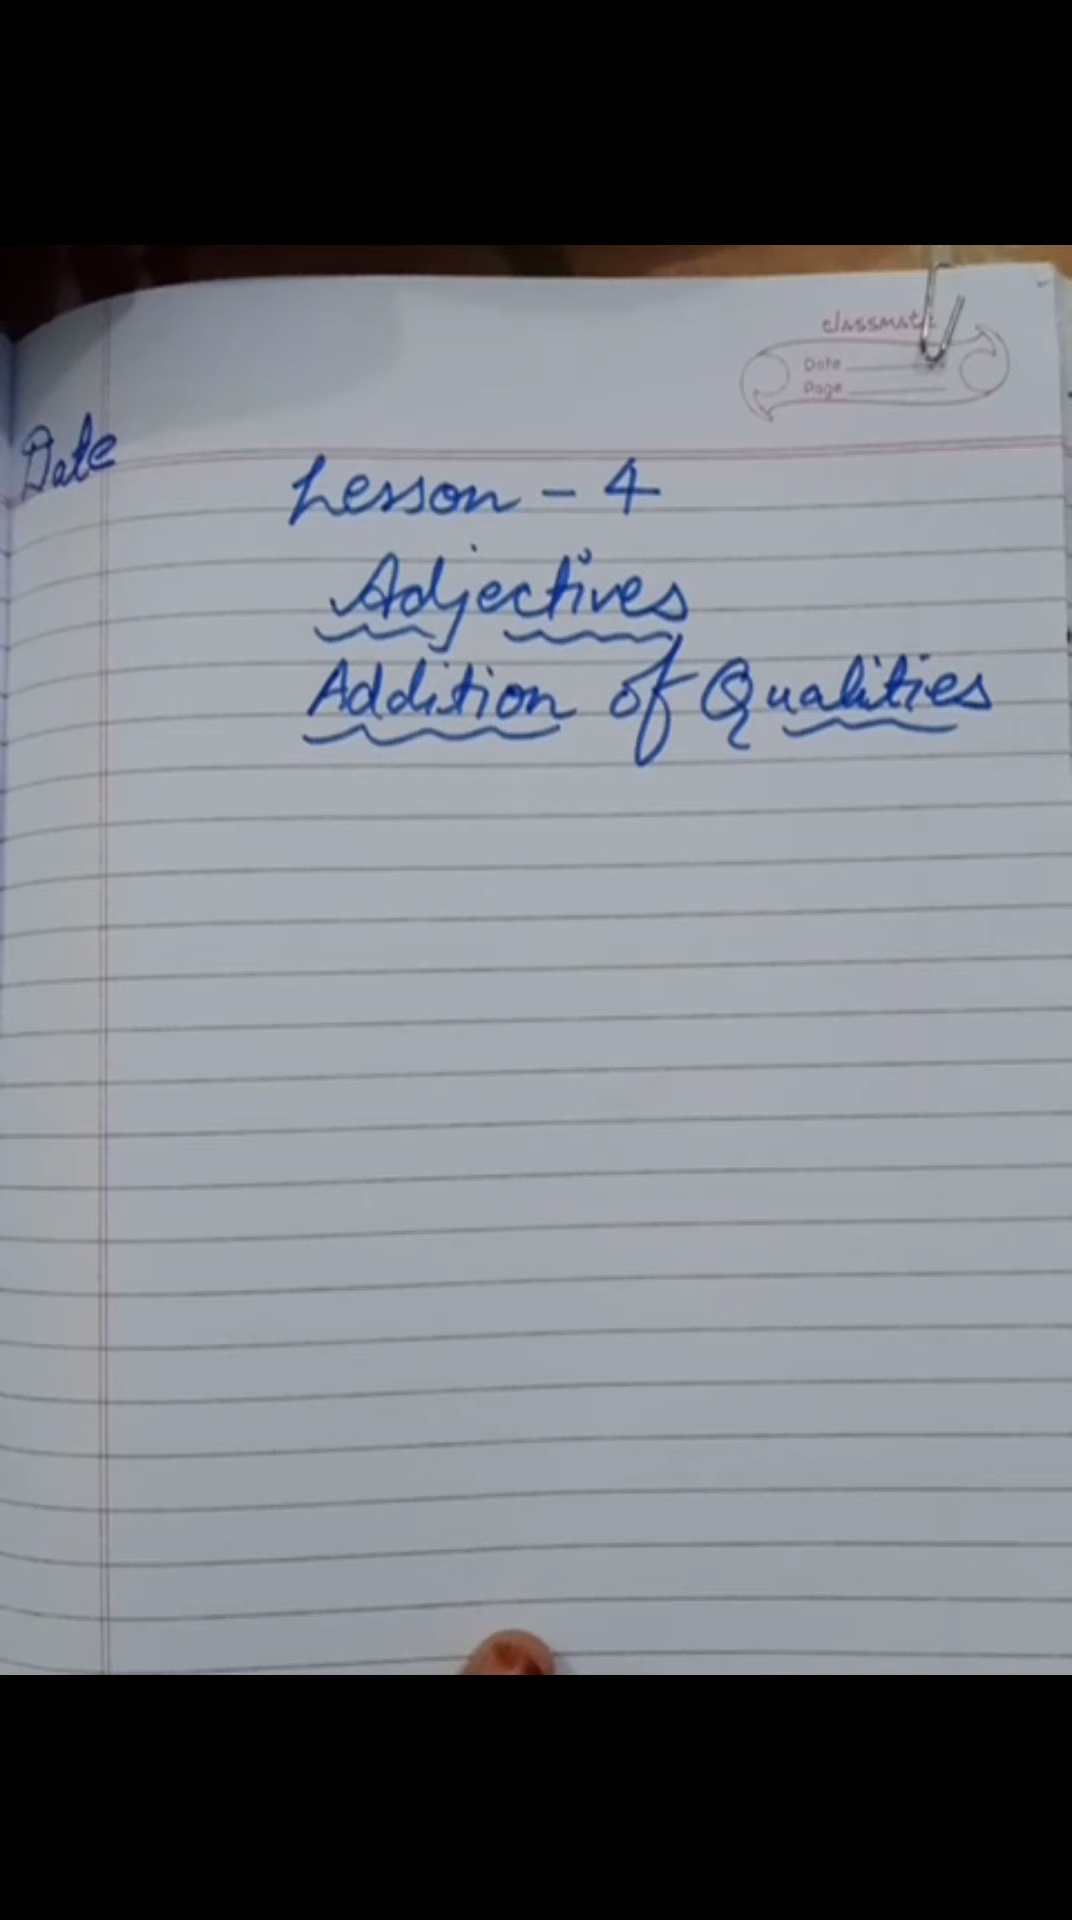 classmate
Date
Page
Date
Lesson - 4
Adjectives
Addition of Qualities